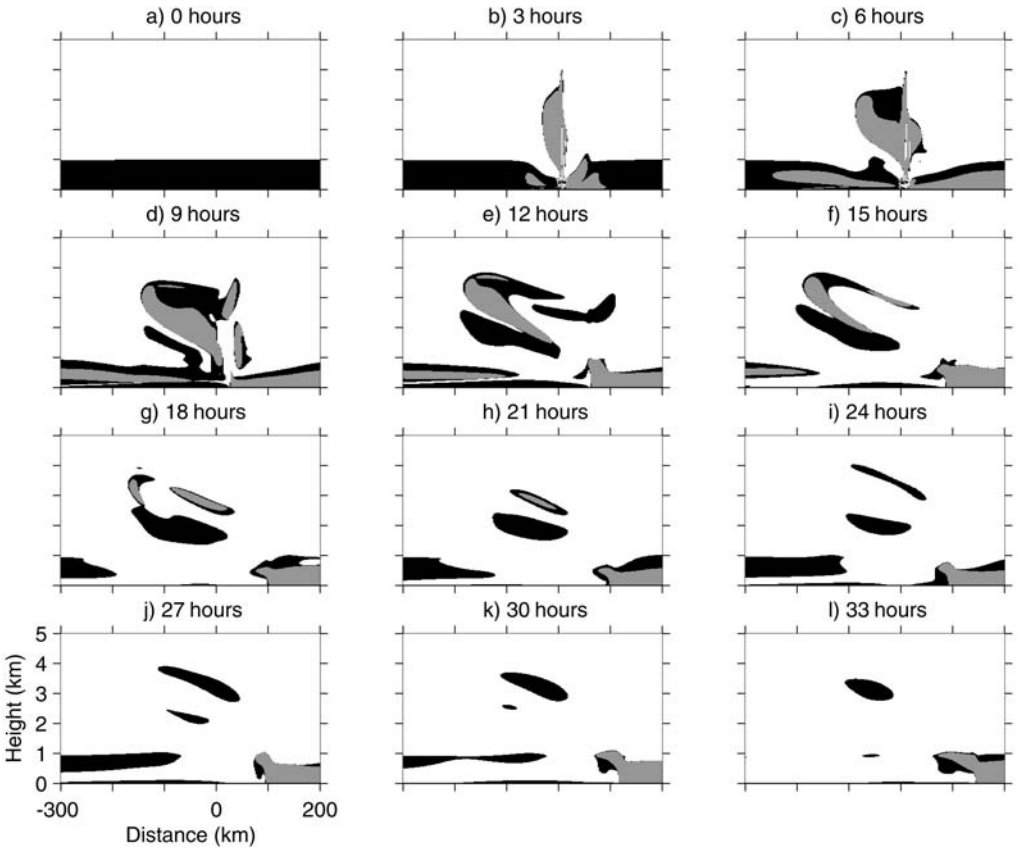 a) 0 hours
b) 3 hours
c) 6 hours
d) 9 hours
e) 12 hours
f) 15 hours
g) 18 hours
h) 21 hours
i) 24 hours
j) 27 hours
k) 30 hours
l) 33 hours
Height (km)
5
4
3
2
1
0
-300 0 200
Distance (km)